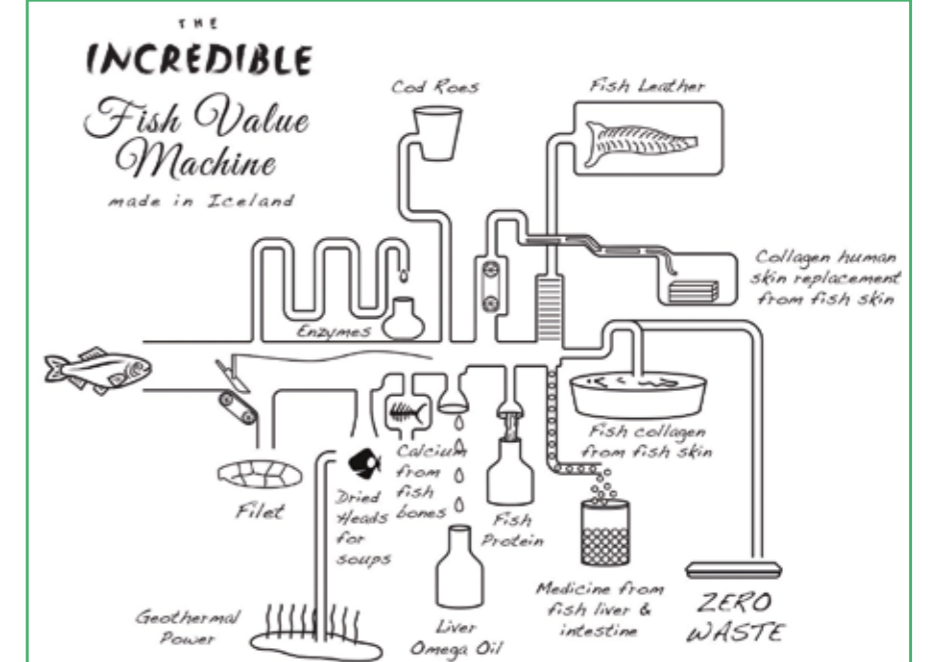 THE
INCREDIBLE
Fish Value
Machine
made in Iceland
Cod Roes
Fish Leather
Collagen human
skin replacement
from fish skin
Enzymes
Fish collagen
from fish skin
Filet
Dried
Heads
for
soups
Calcium
from
fish
bones
Fish
Protein
Geothermal
Power
Liver
Omega Oil
Medicine from
fish liver &
intestine
ZERO
WASTE